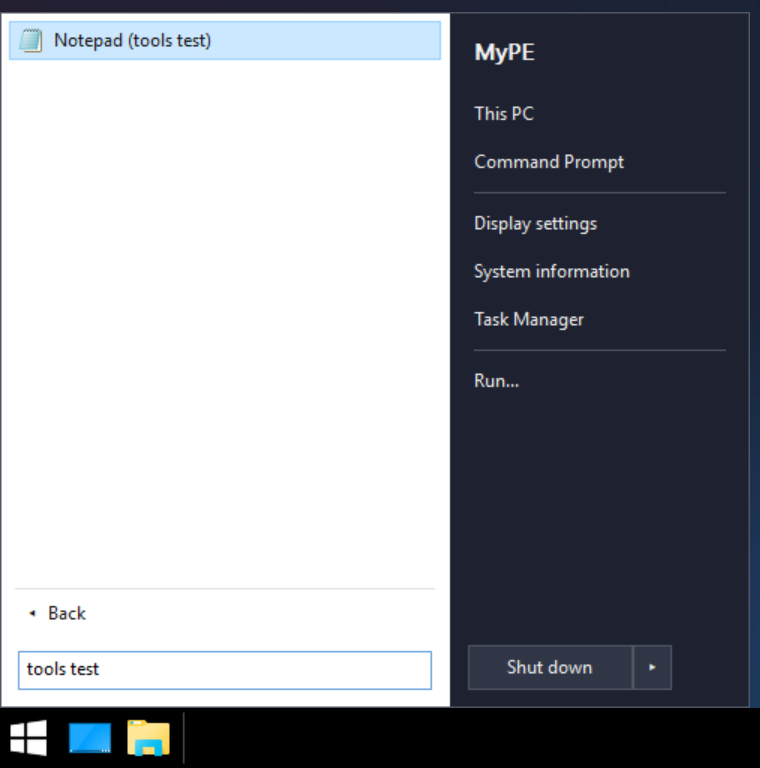 Notepad (tools test)
Back
tools test
MyPE
This PC
Command Prompt
Display settings
System information
Task Manager
Run...
Shut down